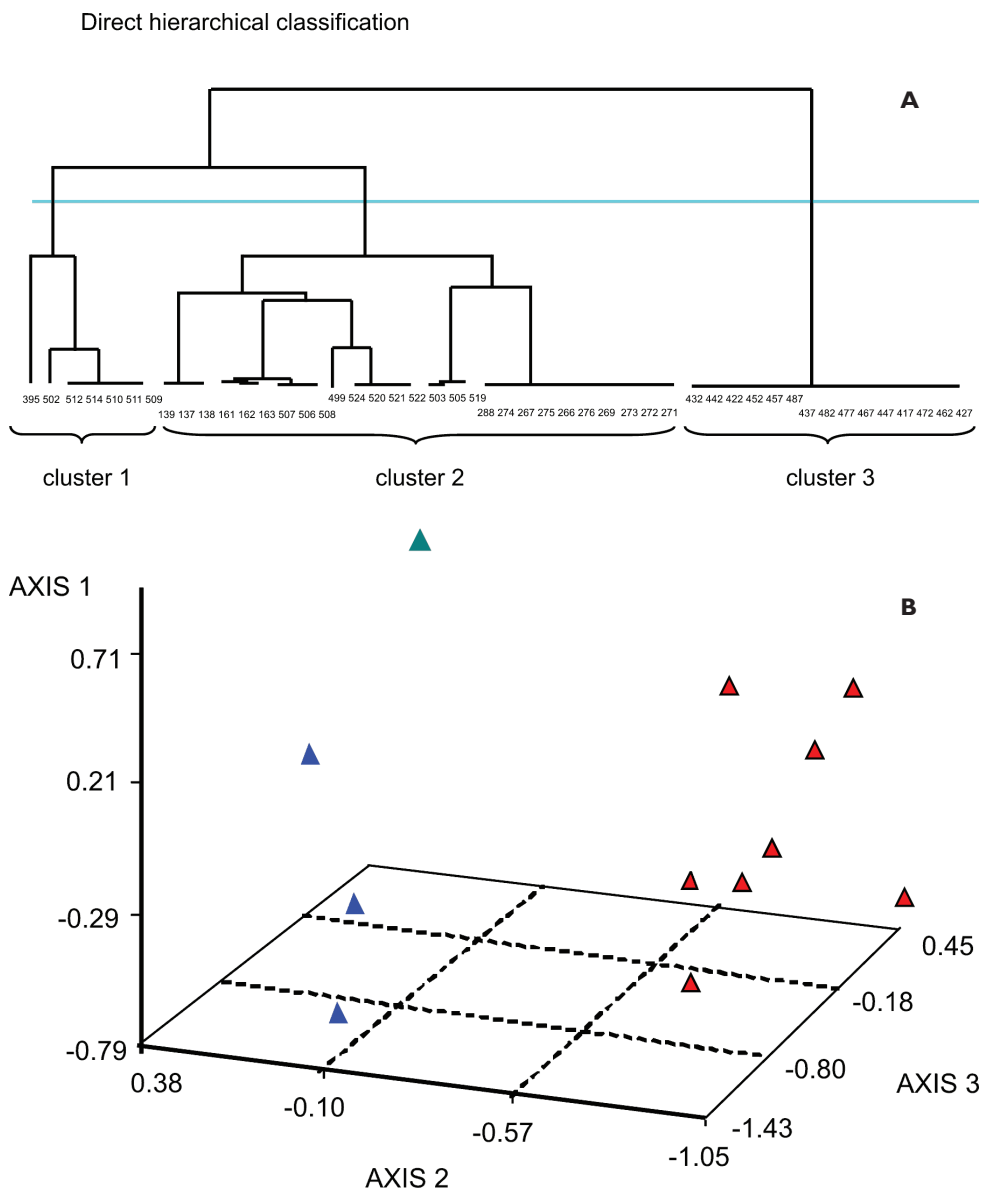 Direct hierarchical classification
A
395 502 512 514 510 511 509
499 524 520 521 522 503 505 519
432 442 422 452 457 487
139 137 138 161 162 163 507 506 508
288 274 267 275 266 276 269 273 272 271
437 482 477 467 447 417 472 462 427
cluster 1
cluster 2
cluster 3
AXIS 1
B
0.71
0.21
-0.29
-0.79
0.45
-0.18
-0.80
-1.43
AXIS 3
0.38
-0.10
-0.57
-1.05
AXIS 2